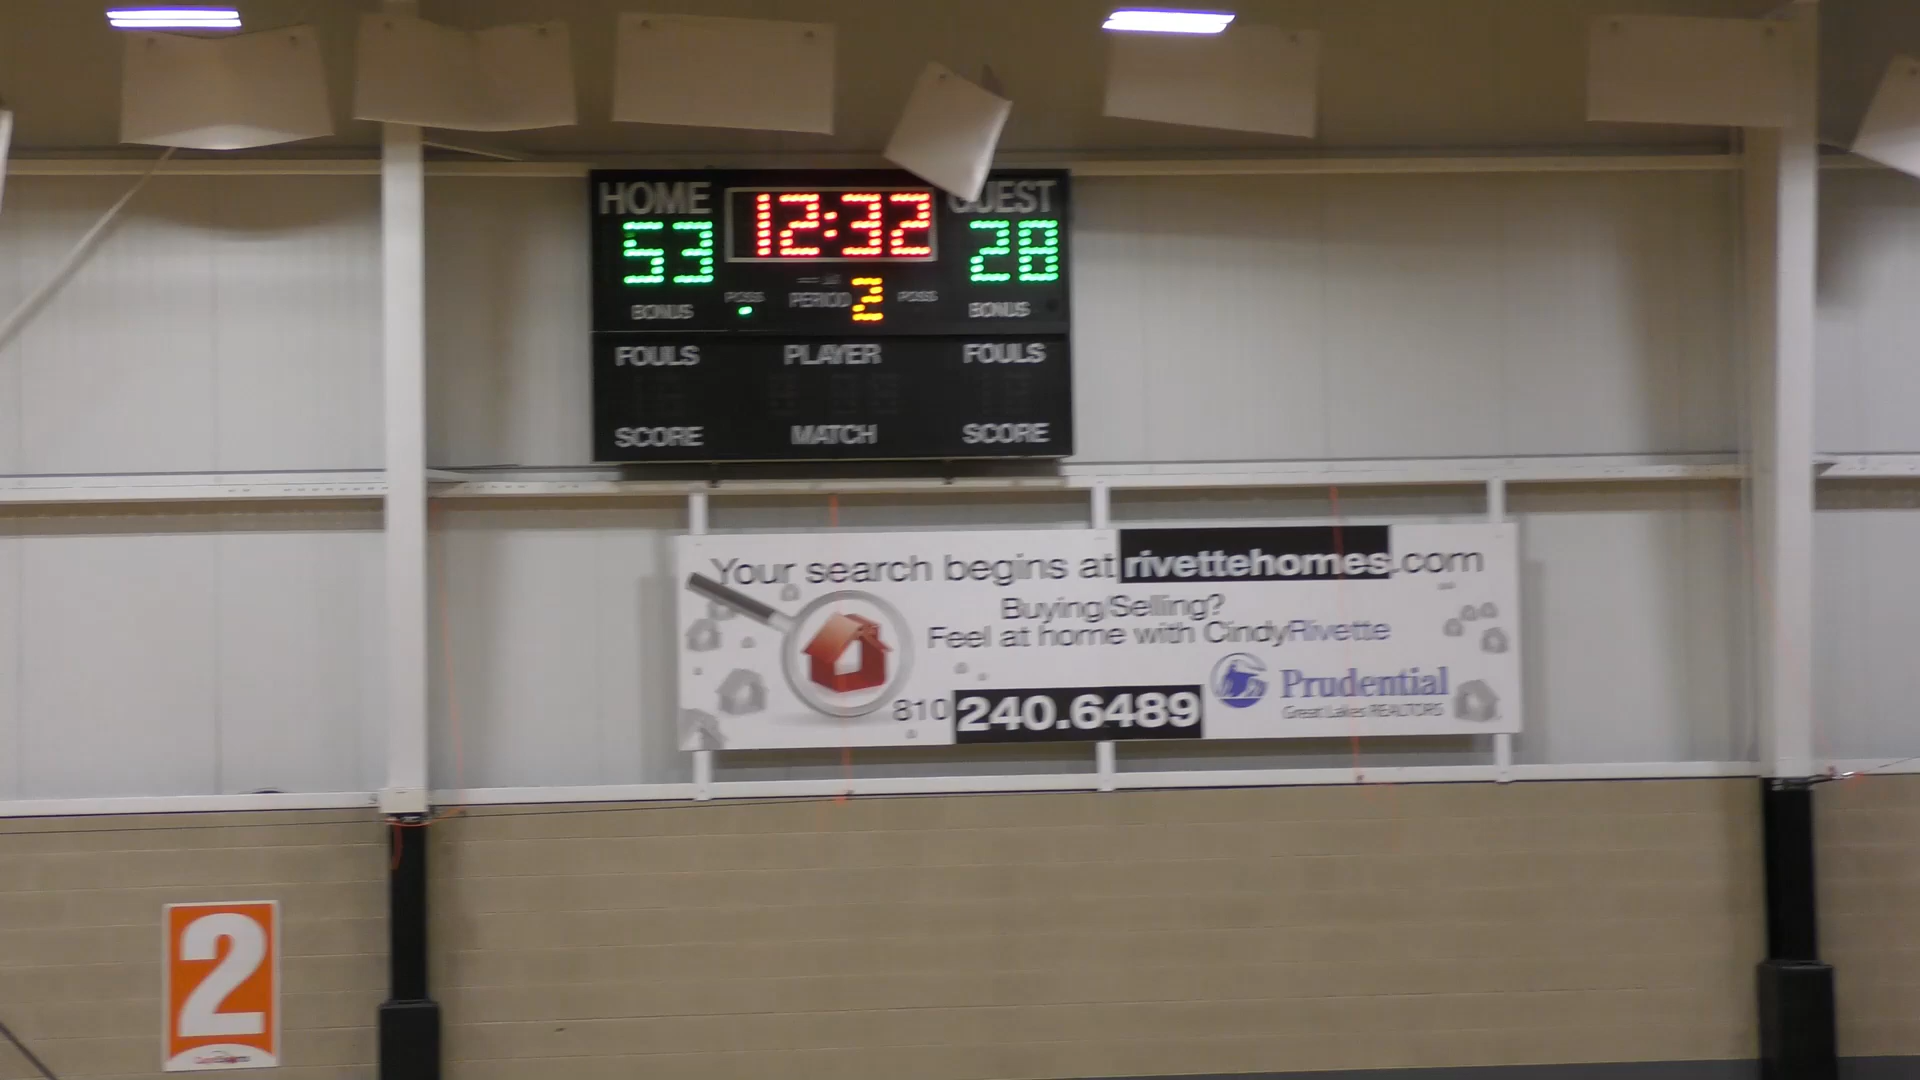 HOME 12:32 GUEST
53 28
BONUS POSS PERIOD 2 POSS BONUS
FOULS PLAYER FOULS
SCORE MATCH SCORE
Your search begins at rivettehomes.com
Buying/Selling?
Feel at home with CindyRivette
810 240.6489
Prudential
Great Lakes REALTORS
2